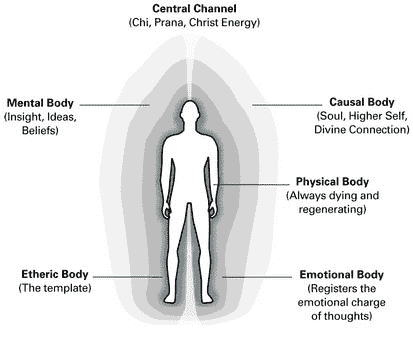 Central Channel
(Chi, Prana, Christ Energy)
Mental Body
(Insight, Ideas,
Beliefs)
Causal Body
(Soul, Higher Self,
Divine Connection)
Physical Body
(Always dying and
regenerating)
Etheric Body
(The template)
Emotional Body
(Registers the
emotional charge
of thoughts)